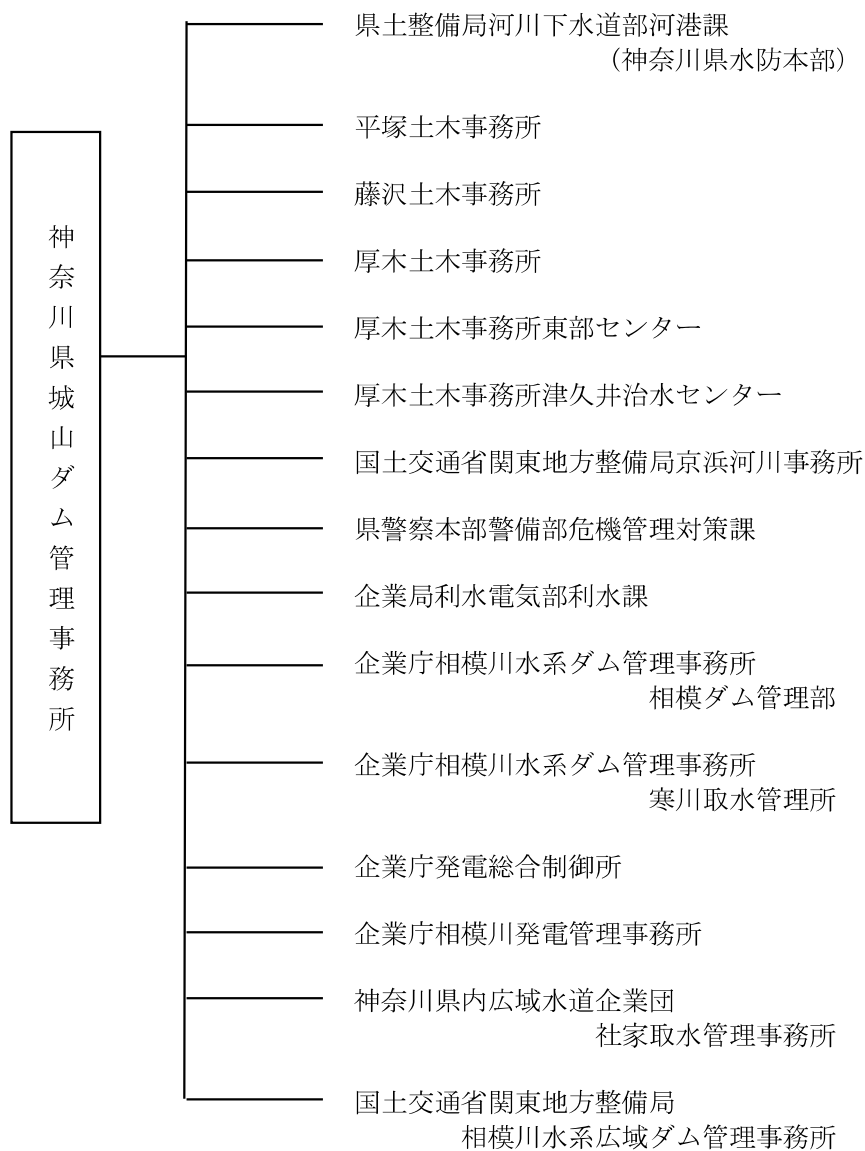 神奈川県城山ダム管理事務所
県土整備局河川下水道部河港課
（神奈川県水防本部）
平塚土木事務所
藤沢土木事務所
厚木土木事務所
厚木土木事務所東部センター
厚木土木事務所津久井治水センター
国土交通省関東地方整備局京浜河川事務所
県警察本部警備部危機管理対策課
企業局利水電気部利水課
企業庁相模川水系ダム管理事務所
相模ダム管理部
企業庁相模川水系ダム管理事務所
寒川取水管理所
企業庁発電総合制御所
企業庁相模川発電管理事務所
神奈川県内広域水道企業団
社家取水管理事務所
国土交通省関東地方整備局
相模川水系広域ダム管理事務所